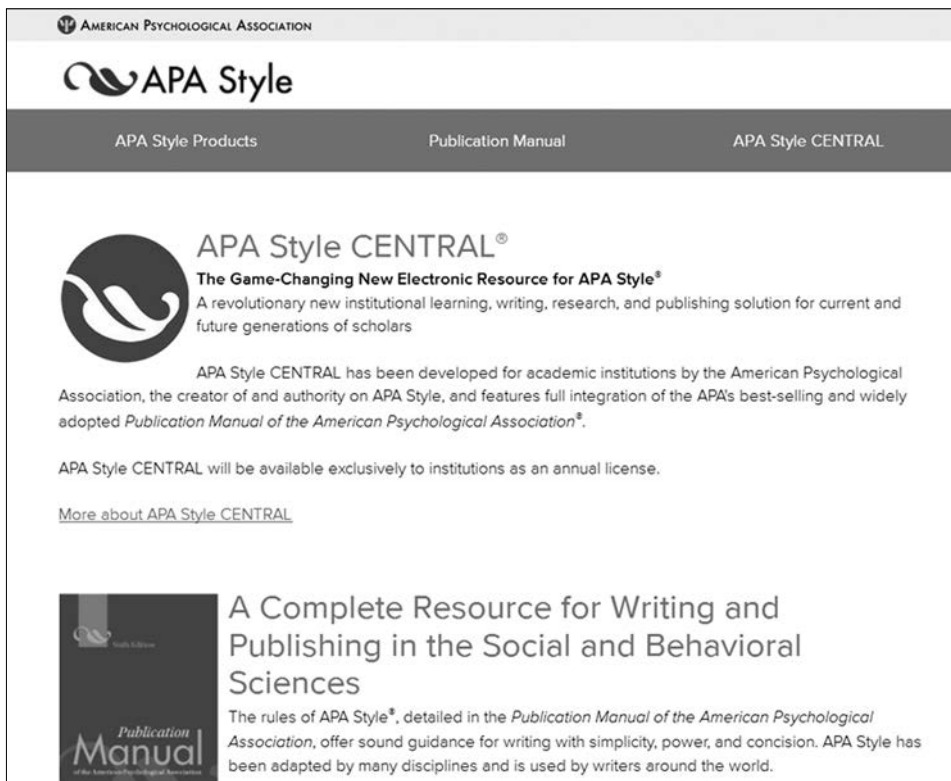 AMERICAN PSYCHOLOGICAL ASSOCIATION
APA Style
APA Style Products Publication Manual APA Style CENTRAL
APA Style CENTRAL®
The Game-Changing New Electronic Resource for APA Style®
A revolutionary new institutional learning, writing, research, and publishing solution for current and
future generations of scholars
APA Style CENTRAL has been developed for academic institutions by the American Psychological
Association, the creator of and authority on APA Style, and features full integration of the APA's best-selling and widely
adopted Publication Manual of the American Psychological Association®.
APA Style CENTRAL will be available exclusively to institutions as an annual license.
More about APA Style CENTRAL
Sixth Edition
Publication
Manual
of the American Psychological Association
A Complete Resource for Writing and
Publishing in the Social and Behavioral
Sciences
The rules of APA Style®, detailed in the Publication Manual of the American Psychological
Association, offer sound guidance for writing with simplicity, power, and concision. APA Style has
been adapted by many disciplines and is used by writers around the world.